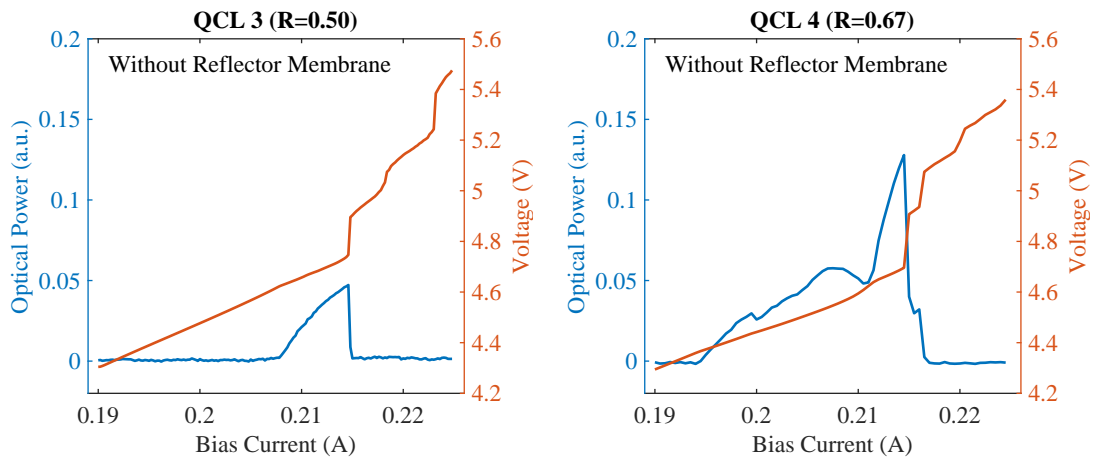 QCL 3 (R=0.50)
Without Reflector Membrane
Optical Power (a.u.)
0.2
0.15
0.1
0.05
0
5.6
5.4
5.2
5
4.8
4.6
4.4
4.2
Voltage (V)
0.19 0.2 0.21 0.22
Bias Current (A)
QCL 4 (R=0.67)
Without Reflector Membrane
Optical Power (a.u.)
0.2
0.15
0.1
0.05
0
5.6
5.4
5.2
5
4.8
4.6
4.4
4.2
Voltage (V)
0.19 0.2 0.21 0.22
Bias Current (A)